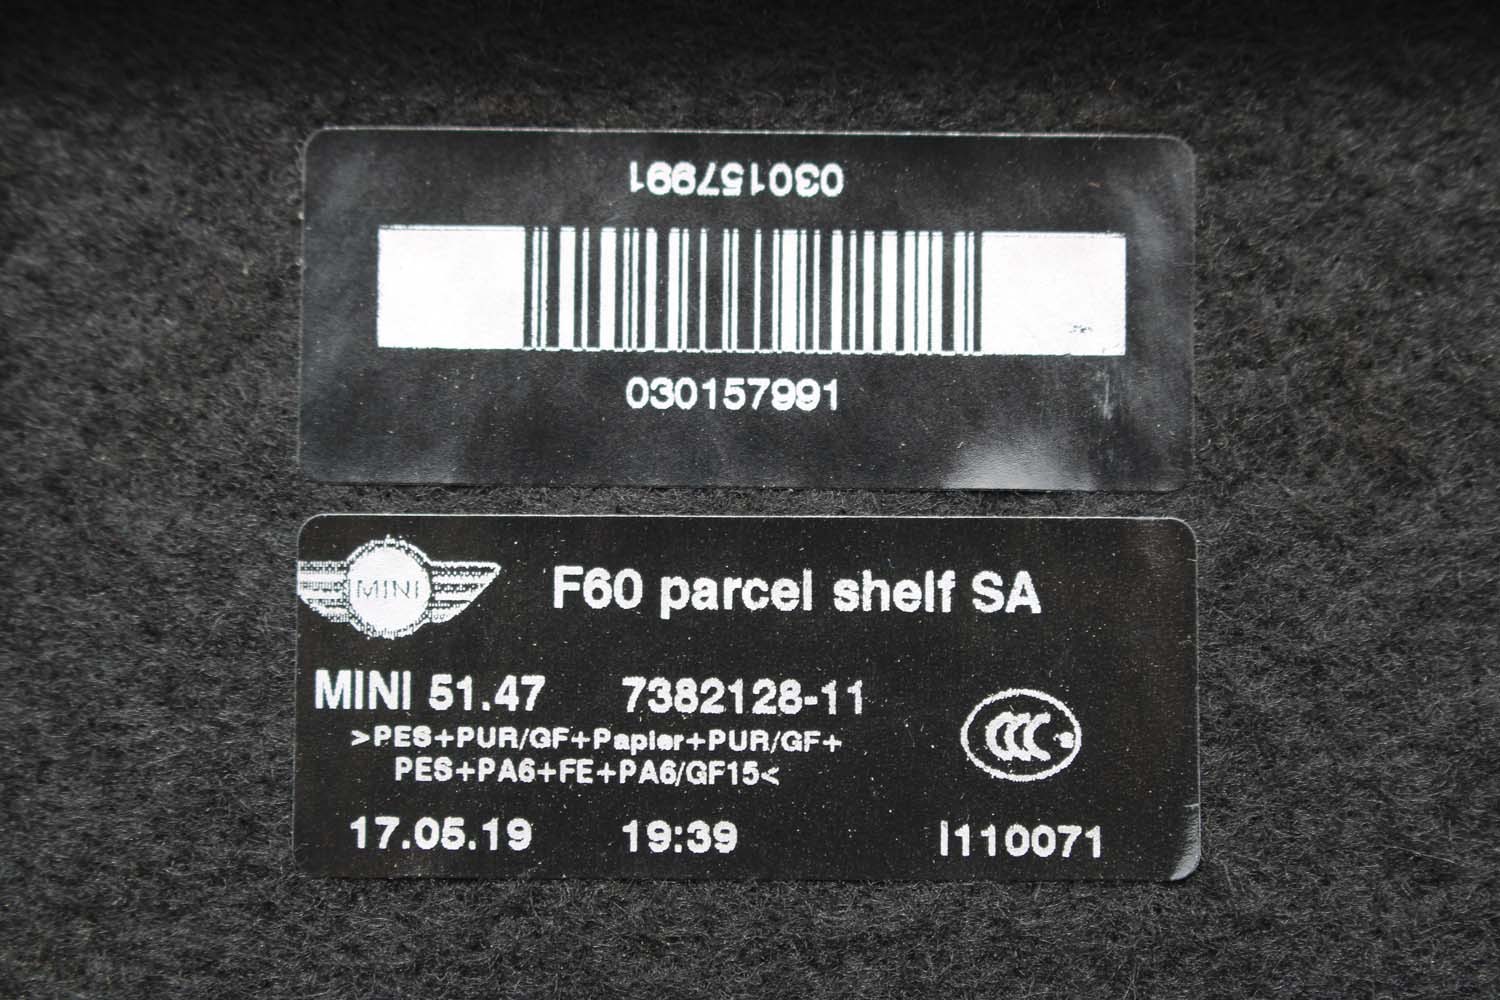 030157991
030157991
MINI
F60 parcel shelf SA
MINI 51.47 7382128-11
>PES+PUR/GF+Papier+PUR/GF+
PES+PA6+FE+PA6/GF15<
CCC
17.05.19 19:39 I110071